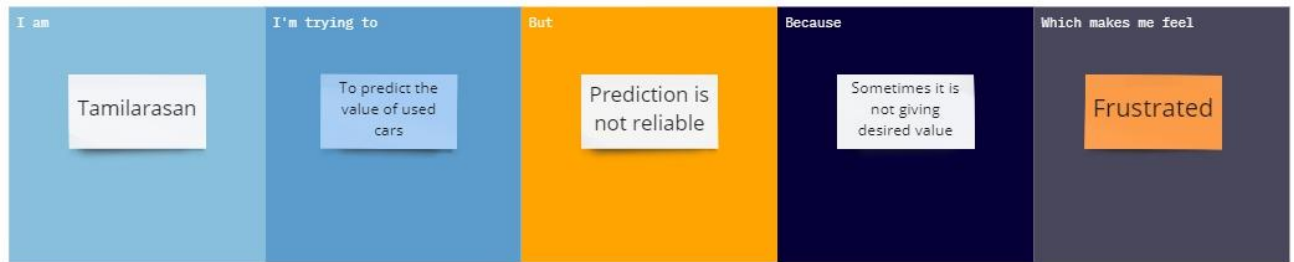 I am
I'm trying to
But
Because
Which makes me feel
Tamilarasan
To predict the
value of used
cars
Prediction is
not reliable
Sometimes it is
not giving
desired value
Frustrated